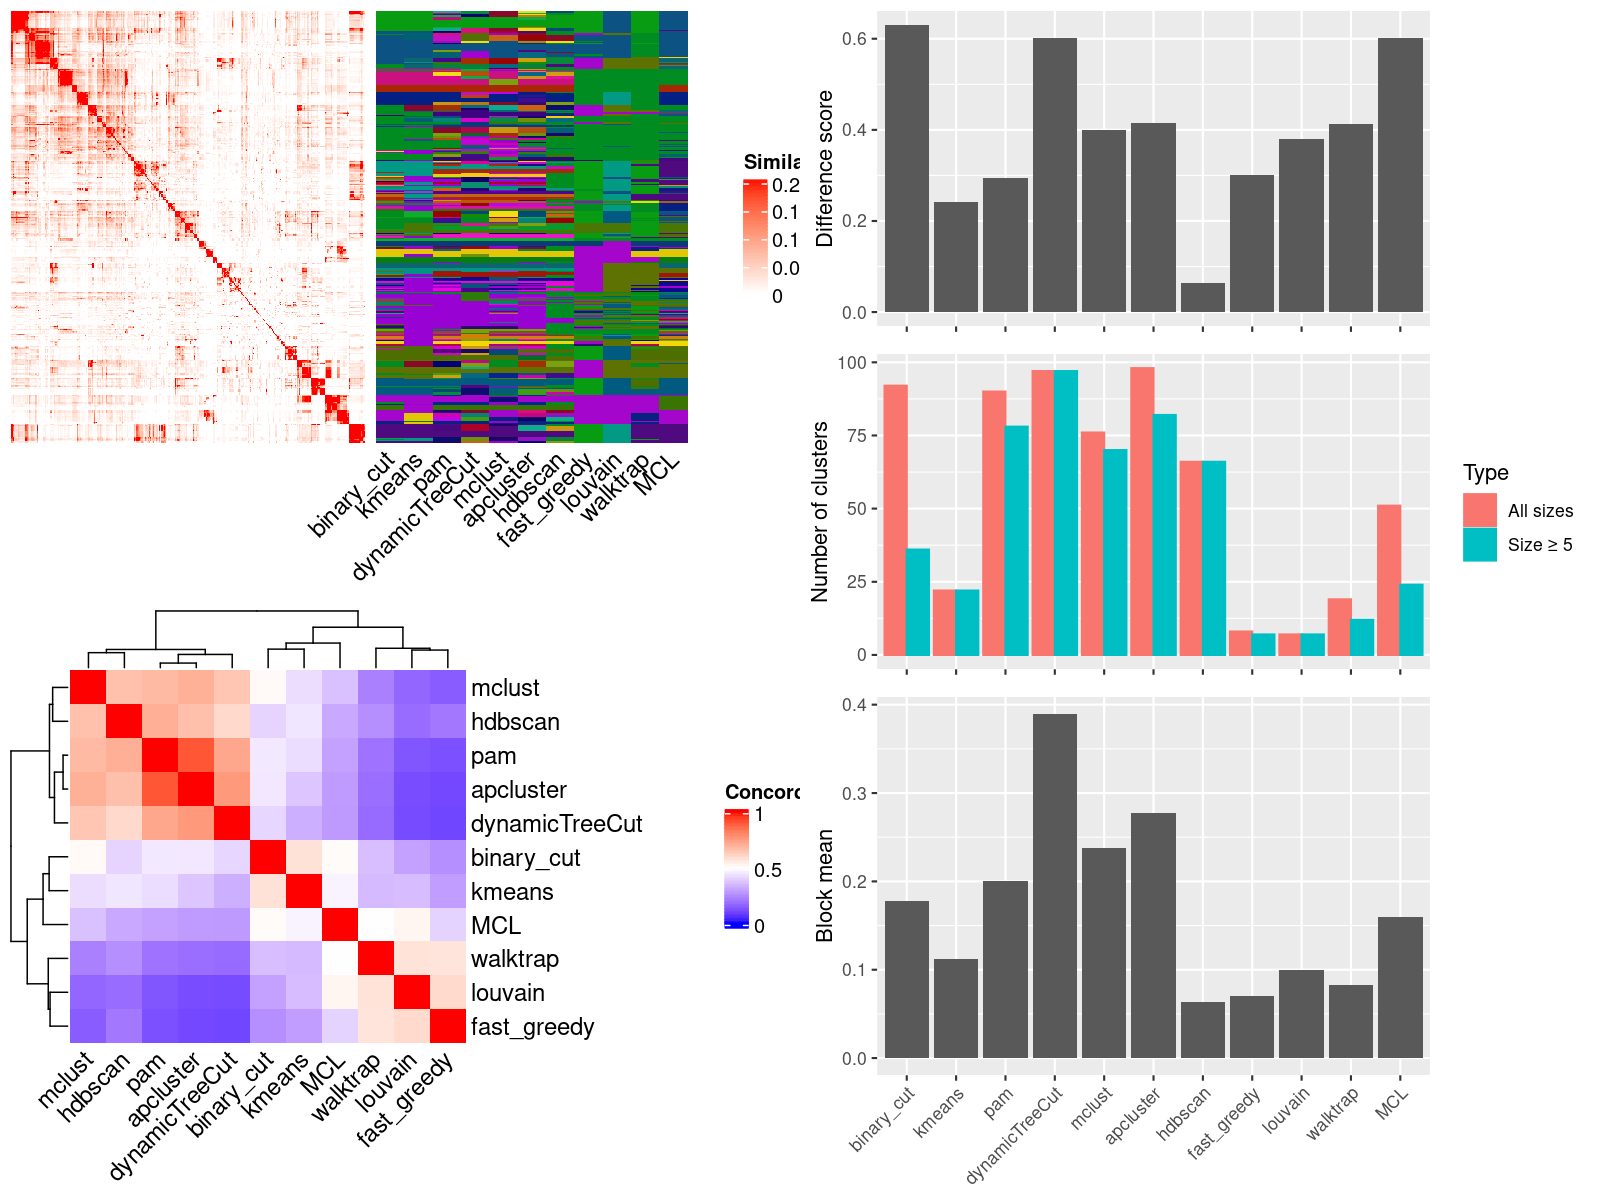 Simila
0.2
0.1
0.1
0.0
0
binary_cut
kmeans
pam
dynamicTreeCut
mclust
apcluster
hdbscan
fast_greedy
louvain
walktrap
MCL
mclust
hdbscan
pam
apcluster
dynamicTreeCut
binary_cut
kmeans
MCL
walktrap
louvain
fast_greedy
mclust
hdbscan
pam
apcluster
dynamicTreeCut
binary_cut
kmeans
MCL
walktrap
louvain
fast_greedy
Concord
1
0.5
0
Difference score
0.6
0.4
0.2
0.0
Number of clusters
100
75
50
25
0
Type
All sizes
Size ≥ 5
Block mean
0.4
0.3
0.2
0.1
0.0
binary_cut
kmeans
pam
dynamicTreeCut
mclust
apcluster
hdbscan
fast_greedy
louvain
walktrap
MCL